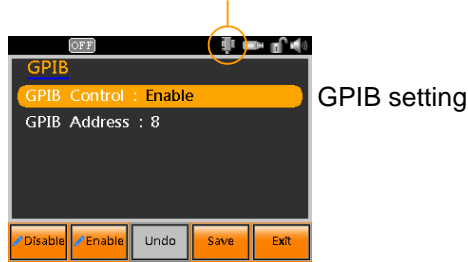 OFF
GPIB
GPIB Control : Enable
GPIB Address : 8
Disable Enable Undo Save Exit
GPIB setting